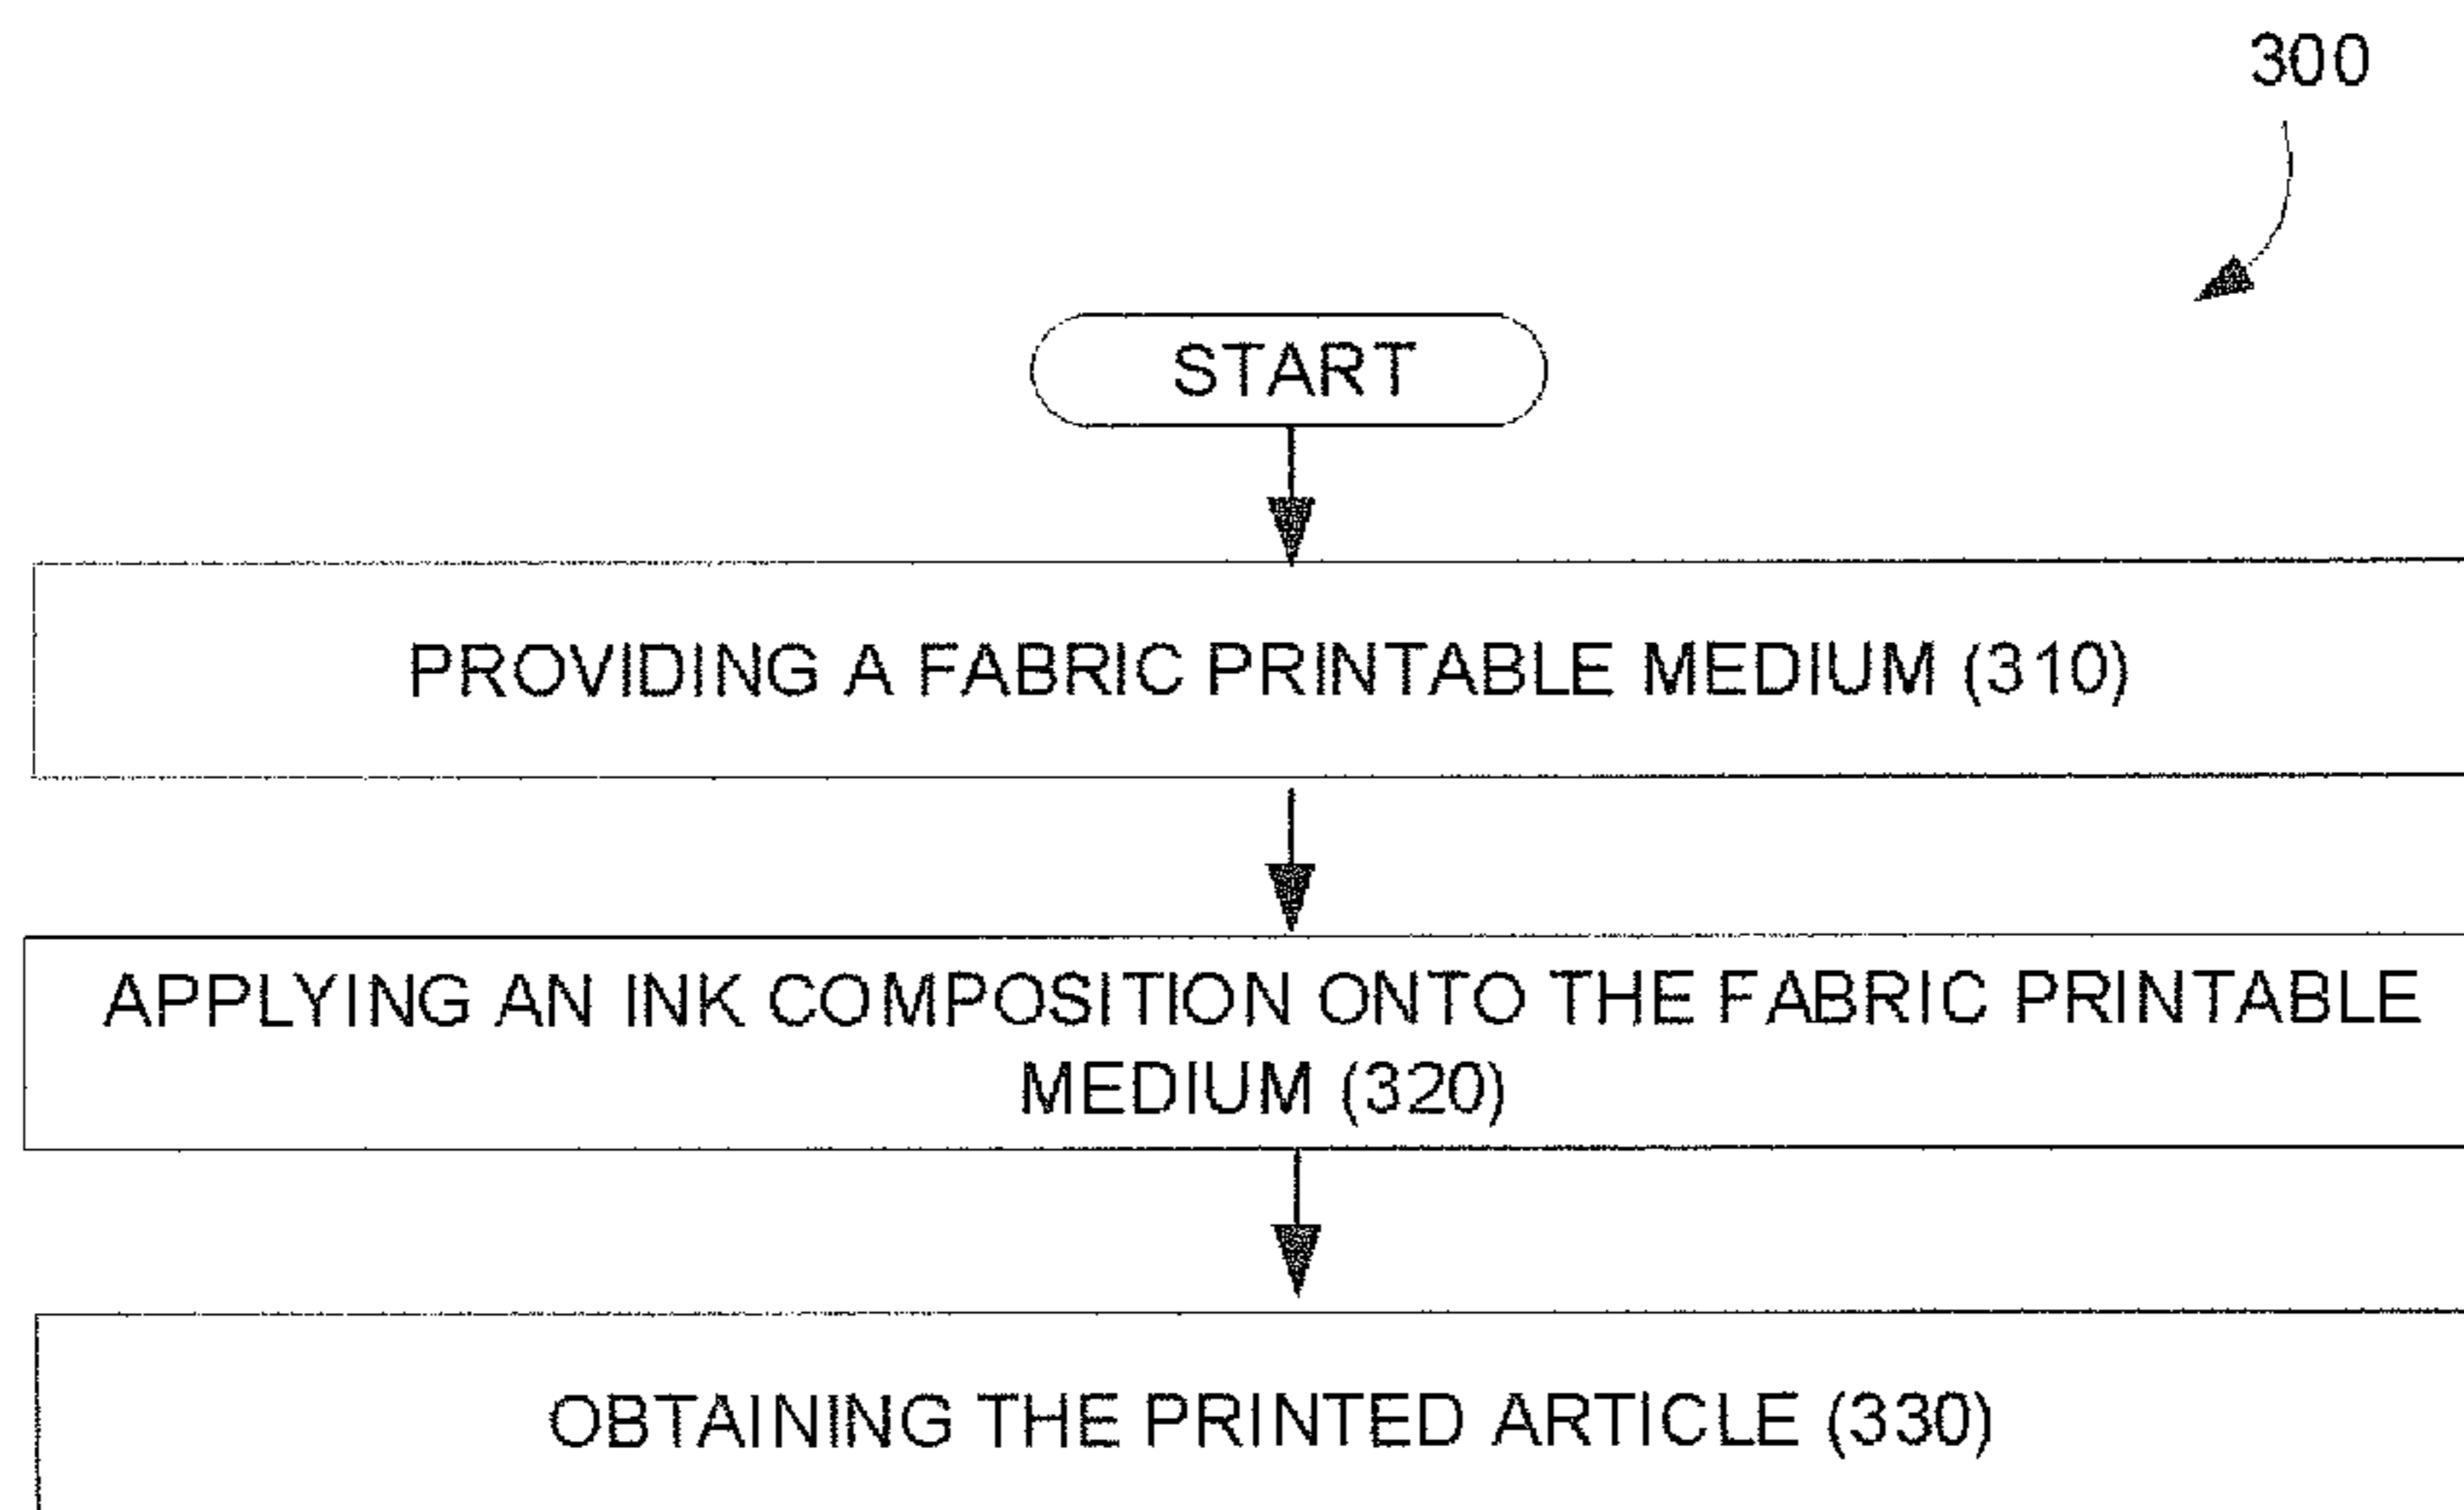 300
START
PROVIDING A FABRIC PRINTABLE MEDIUM (310)
APPLYING AN INK COMPOSITION ONTO THE FABRIC PRINTABLE
MEDIUM (320)
OBTAINING THE PRINTED ARTICLE (330)